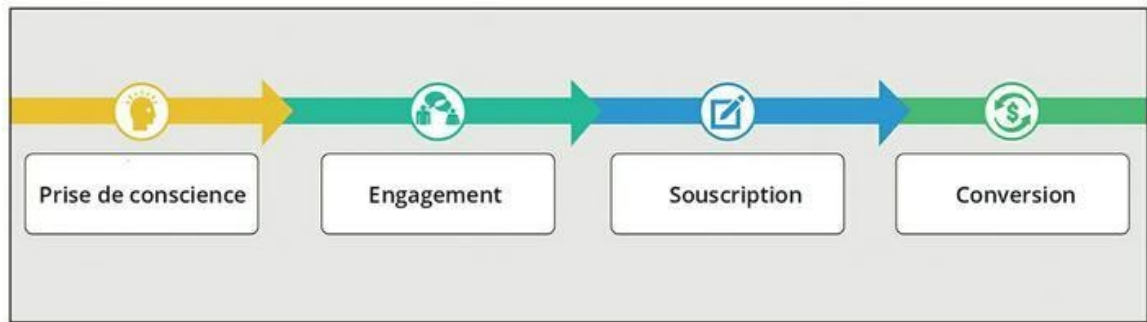 Prise de conscience
Engagement
Souscription
Conversion